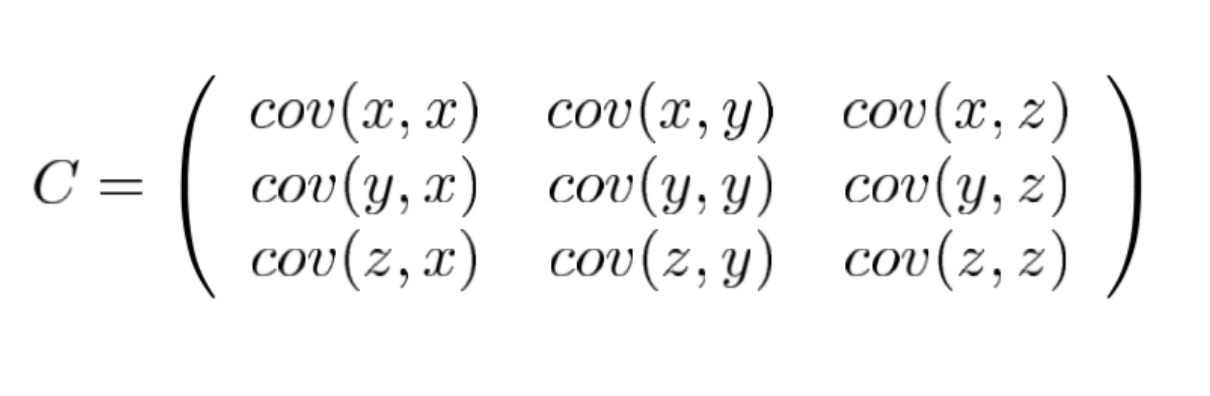 C = ( cov(x, x) cov(x, y) cov(x, z)
cov(y, x) cov(y, y) cov(y, z)
cov(z, x) cov(z, y) cov(z, z) )